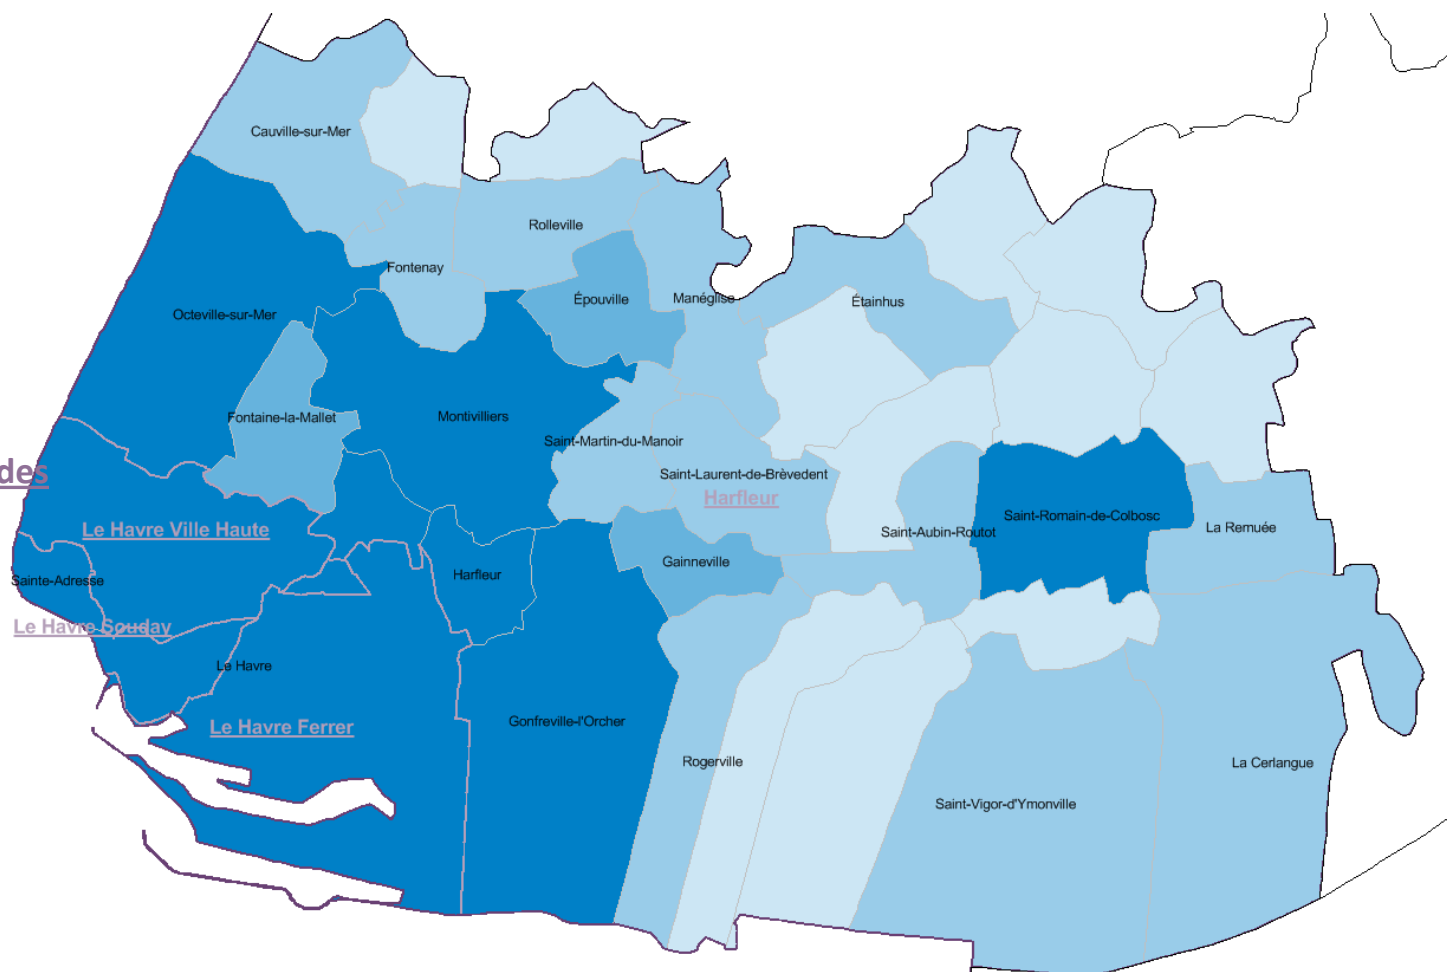 Cauville-sur-Mer
Rolleville
Fontenay
Épouville
Manéglise
Étainhus
Octeville-sur-Mer
Fontaine-la-Mallet
Montivilliers
Saint-Martin-du-Manoir
des
Saint-Laurent-de-Brèvedent
Harfleur
Saint-Romain-de-Colbosc
Le Havre Ville Haute
Saint-Aubin-Routot
La Remuée
Gainneville
Harfleur
Sainte-Adresse
Le Havre Souday
Le Havre
Gonfreville-l'Orcher
Le Havre Ferrer
Rogerville
La Cerlangue
Saint-Vigor-d'Ymonville